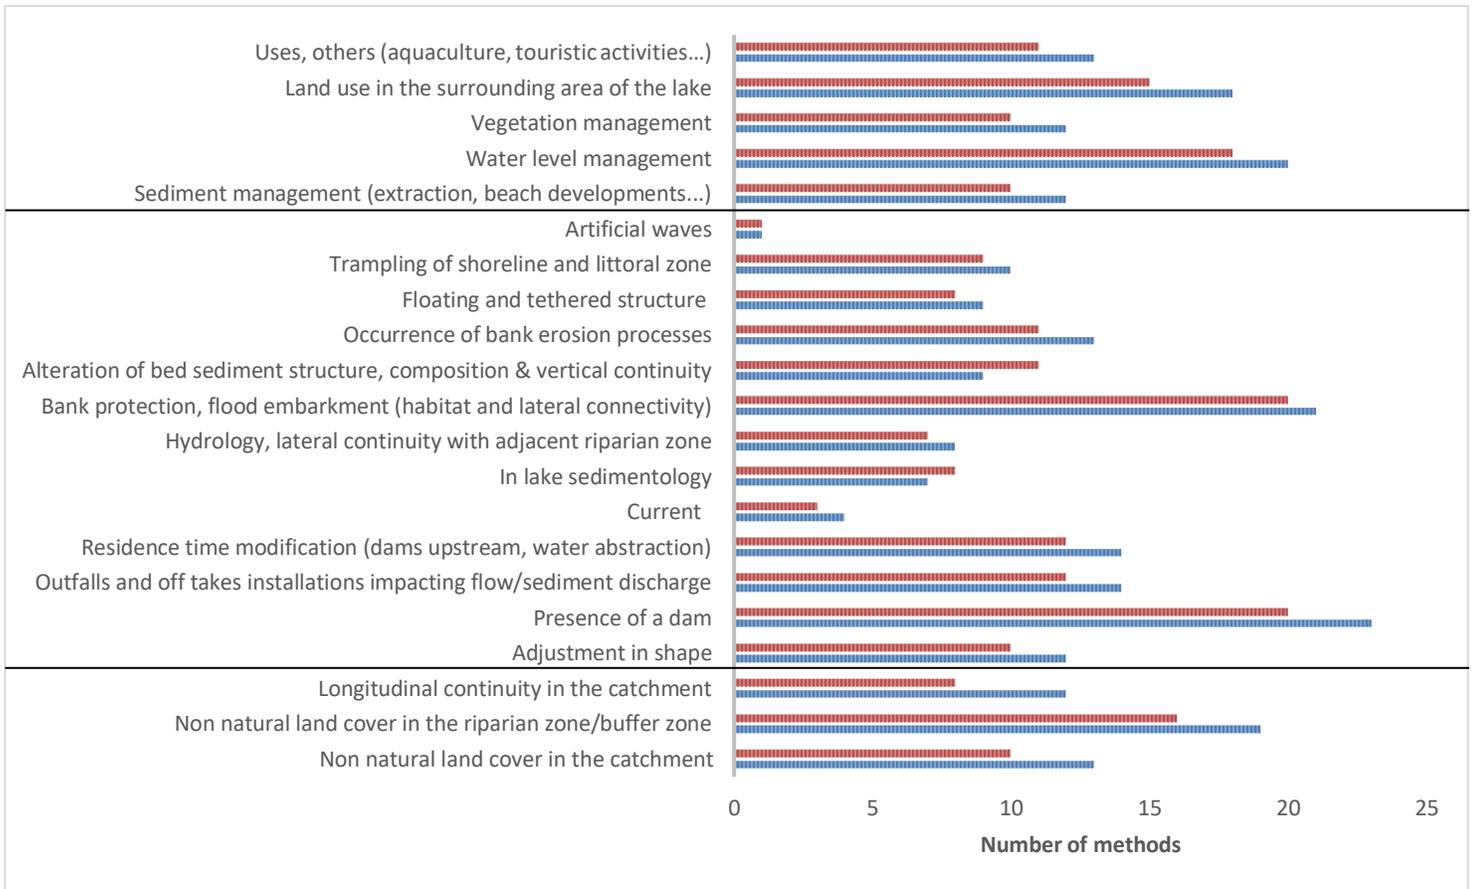 Uses, others (aquaculture, touristic activities...)
Land use in the surrounding area of the lake
Vegetation management
Water level management
Sediment management (extraction, beach developments...)
Artificial waves
Trampling of shoreline and littoral zone
Floating and tethered structure
Occurrence of bank erosion processes
Alteration of bed sediment structure, composition & vertical continuity
Bank protection, flood embarkment (habitat and lateral connectivity)
Hydrology, lateral continuity with adjacent riparian zone
In lake sedimentology
Current
Residence time modification (dams upstream, water abstraction)
Outfalls and off takes installations impacting flow/sediment discharge
Presence of a dam
Adjustment in shape
Longitudinal continuity in the catchment
Non natural land cover in the riparian zone/buffer zone
Non natural land cover in the catchment
0 5 10 15 20 25
Number of methods